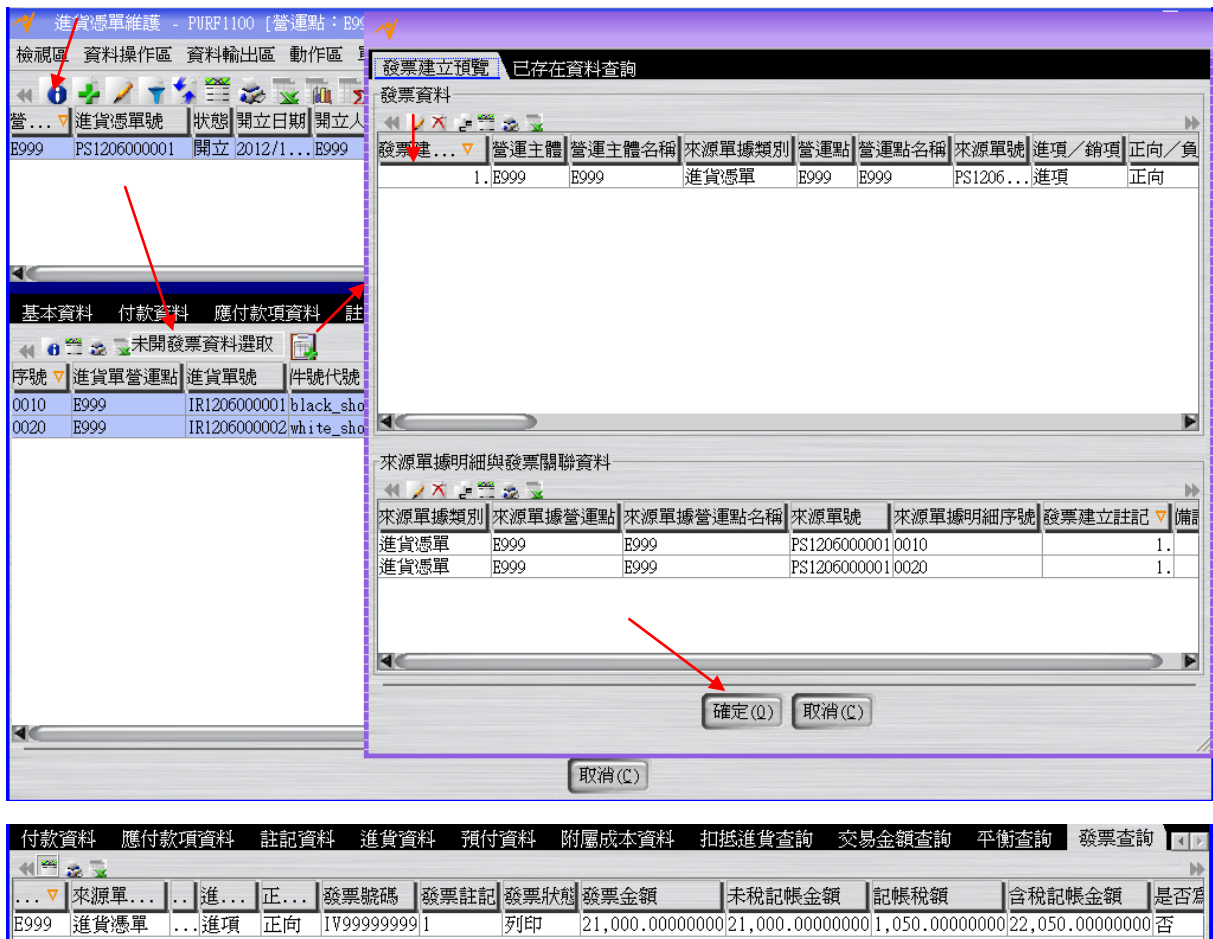 進貨憑單維護 - PURF1100 [營運點：E99
檢視區 資料操作區 資料輸出區 動作區
營... 進貨憑單號 狀態 開立日期 開立人
E999 PS1206000001 開立 2012/1... E999
基本資料 付款資料 應付款項資料 註
未開發票資料選取
序號 進貨單營運點 進貨單號 件號代號
0010 E999 IR1206000001 black_sho
0020 E999 IR1206000002 white_sho
發票建立預覽 已存在資料查詢
發票資料
發票建... 營運主體 營運主體名稱 來源單據類別 營運點 營運點名稱 來源單號 進項／銷項 正向／負
1. E999 E999 進貨憑單 E999 E999 PS1206... 進項 正向
來源單據明細與發票關聯資料
來源單據類別 來源單據營運點 來源單據營運點名稱 來源單號 來源單據明細序號 發票建立註記 備註
進貨憑單 E999 E999 PS1206000001 0010 1.
進貨憑單 E999 E999 PS1206000001 0020 1.
確定(O) 取消(C)
取消(C)
付款資料 應付款項資料 註記資料 進貨資料 預付資料 附屬成本資料 扣抵進貨查詢 交易金額查詢 平衡查詢 發票查詢
... 來源單... .. 進... 正... 發票號碼 發票註記 發票狀態 發票金額 未稅記帳金額 記帳稅額 含稅記帳金額 是否為
E999 進貨憑單 ... 進項 正向 IV99999999 1 列印 21,000.00000000 21,000.00000000 1,050.00000000 22,050.00000000 否